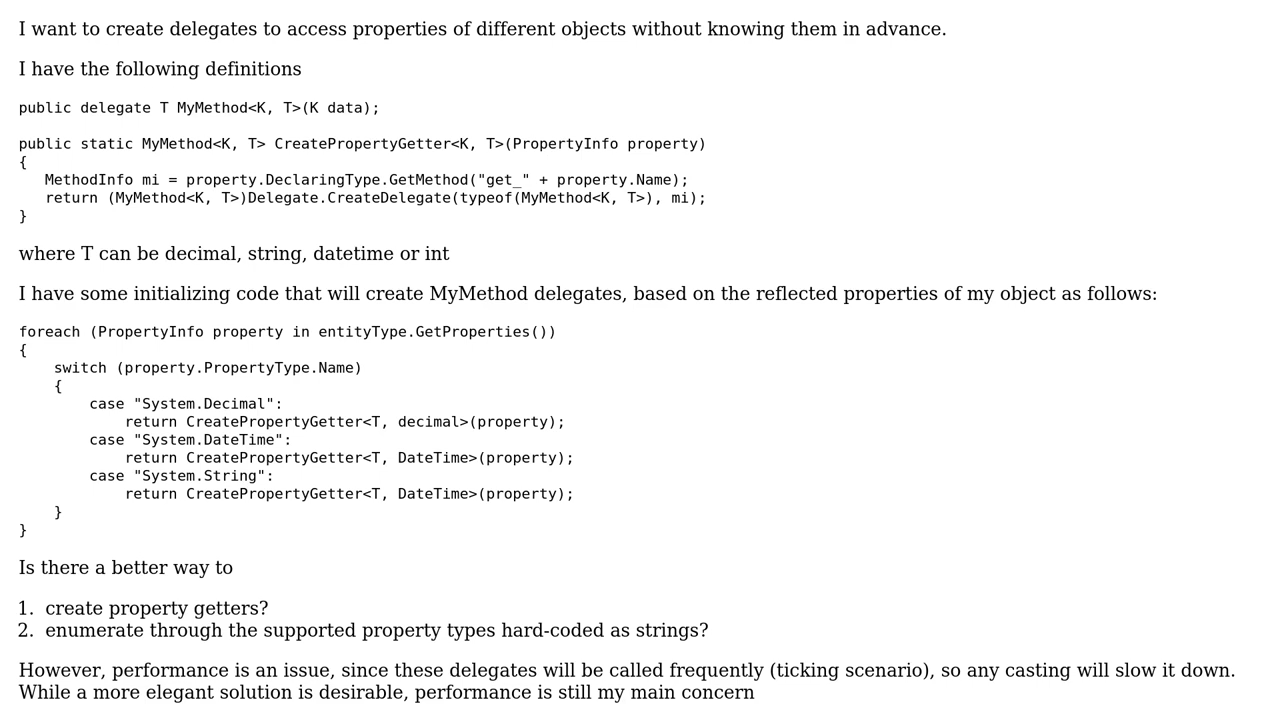 I want to create delegates to access properties of different objects without knowing them in advance.
I have the following definitions
public delegate T MyMethod<K, T>(K data);
public static MyMethod<K, T> CreatePropertyGetter<K, T>(PropertyInfo property)
{
   MethodInfo mi = property.DeclaringType.GetMethod("get_" + property.Name);
   return (MyMethod<K, T>)Delegate.CreateDelegate(typeof(MyMethod<K, T>), mi);
}
where T can be decimal, string, datetime or int
I have some initializing code that will create MyMethod delegates, based on the reflected properties of my object as follows:
foreach (PropertyInfo property in entityType.GetProperties())
{
    switch (property.PropertyType.Name)
    {
        case "System.Decimal":
            return CreatePropertyGetter<T, decimal>(property);
        case "System.DateTime":
            return CreatePropertyGetter<T, DateTime>(property);
        case "System.String":
            return CreatePropertyGetter<T, DateTime>(property);
    }
}
Is there a better way to
1. create property getters?
2. enumerate through the supported property types hard-coded as strings?
However, performance is an issue, since these delegates will be called frequently (ticking scenario), so any casting will slow it down.
While a more elegant solution is desirable, performance is still my main concern